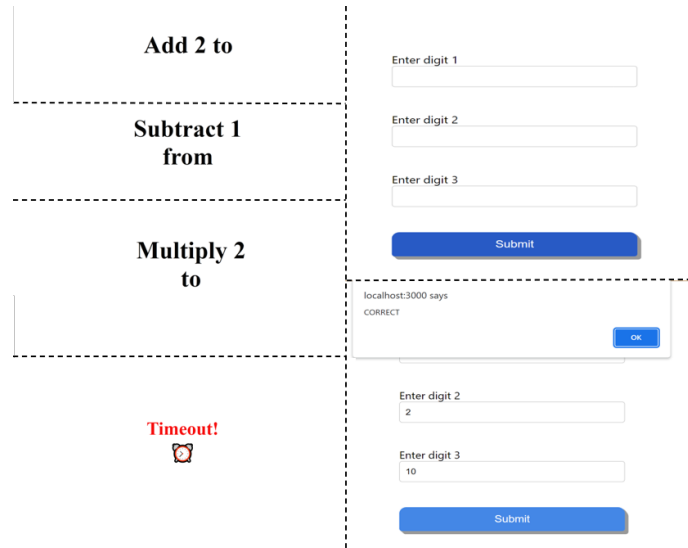 Add 2 to
Subtract 1
from
Multiply 2
to
Timeout!
Enter digit 1
Enter digit 2
Enter digit 3
Submit
localhost:3000 says
CORRECT
OK
Enter digit 2
2
Enter digit 3
10
Submit